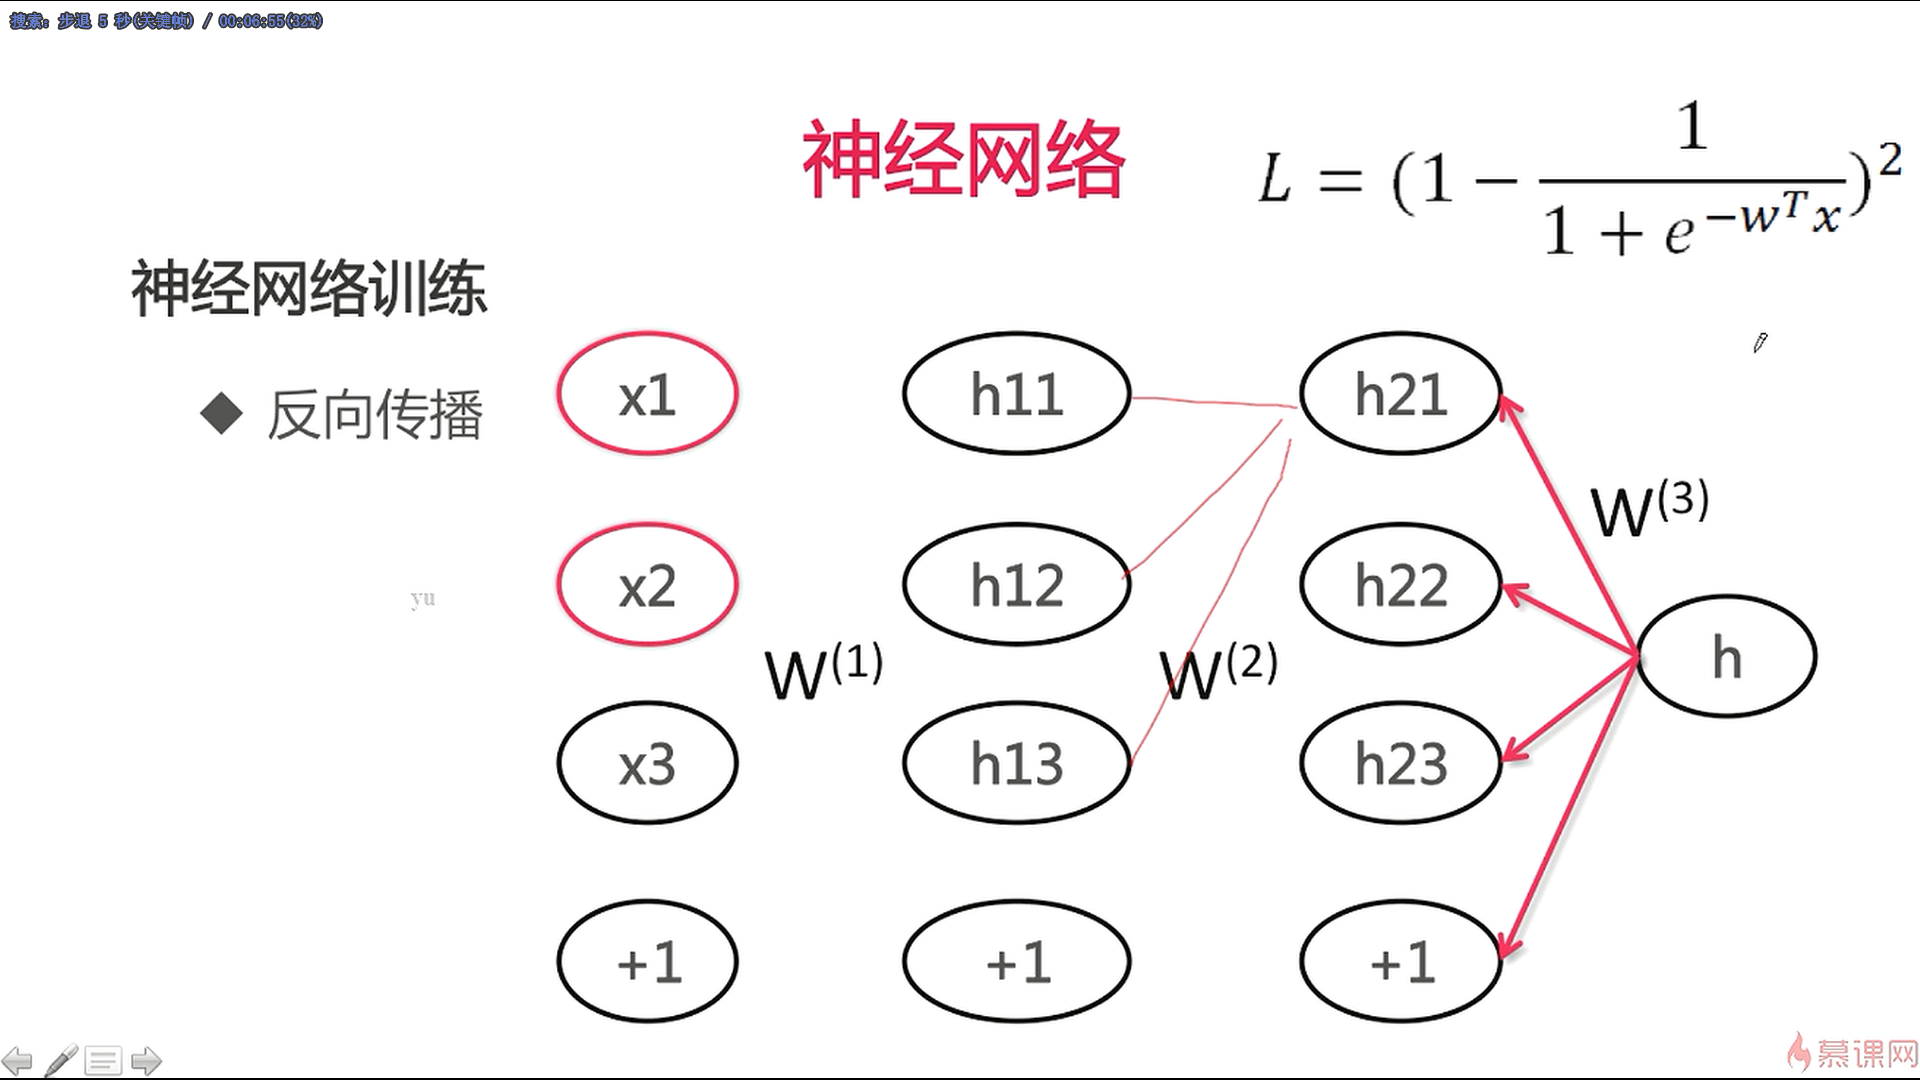 搜索: 步退 5 秒(关键帧) / 00:06:55(32%)
神经网络
L = (1 − 1 / (1 + e^{−w^T x}))^2
神经网络训练
◆ 反向传播
x1 h11 h21
W(3)
x2 h12 h22
yu
W(1) W(2) h
x3 h13 h23
+1 +1 +1
慕课网